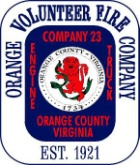 ORANGE VOLUNTEER FIRE COMPANY
COMPANY 23
ENGINE
TRUCK
ORANGE COUNTY VIRGINIA
1734
ORANGE COUNTY
VIRGINIA
EST. 1921